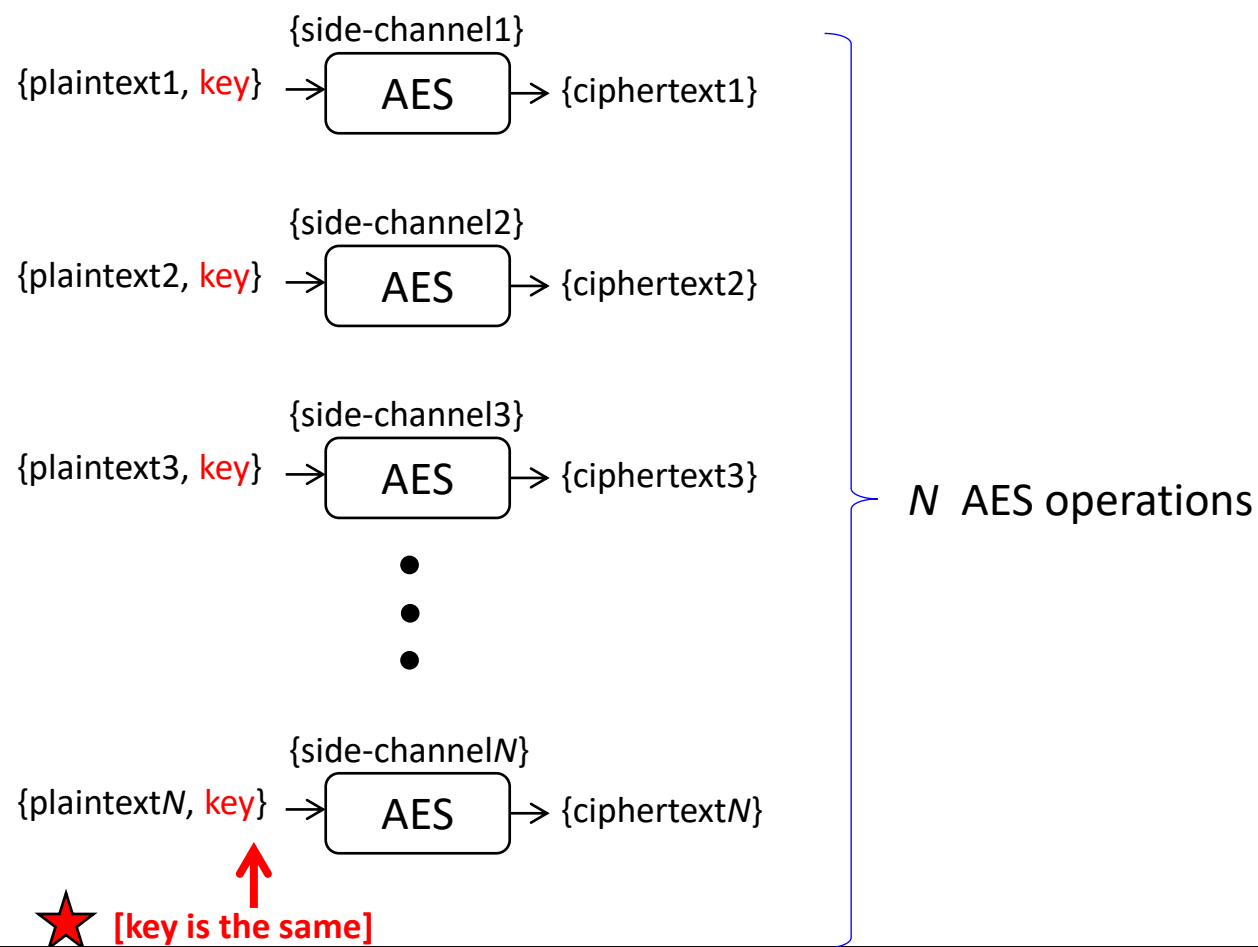 {side-channel1}
{plaintext1, key}
AES
{ciphertext1}
{side-channel2}
{plaintext2, key}
AES
{ciphertext2}
{side-channel3}
{plaintext3, key}
AES
{ciphertext3}
N AES operations
{side-channelN}
{plaintextN, key}
AES
{ciphertextN}
[key is the same]